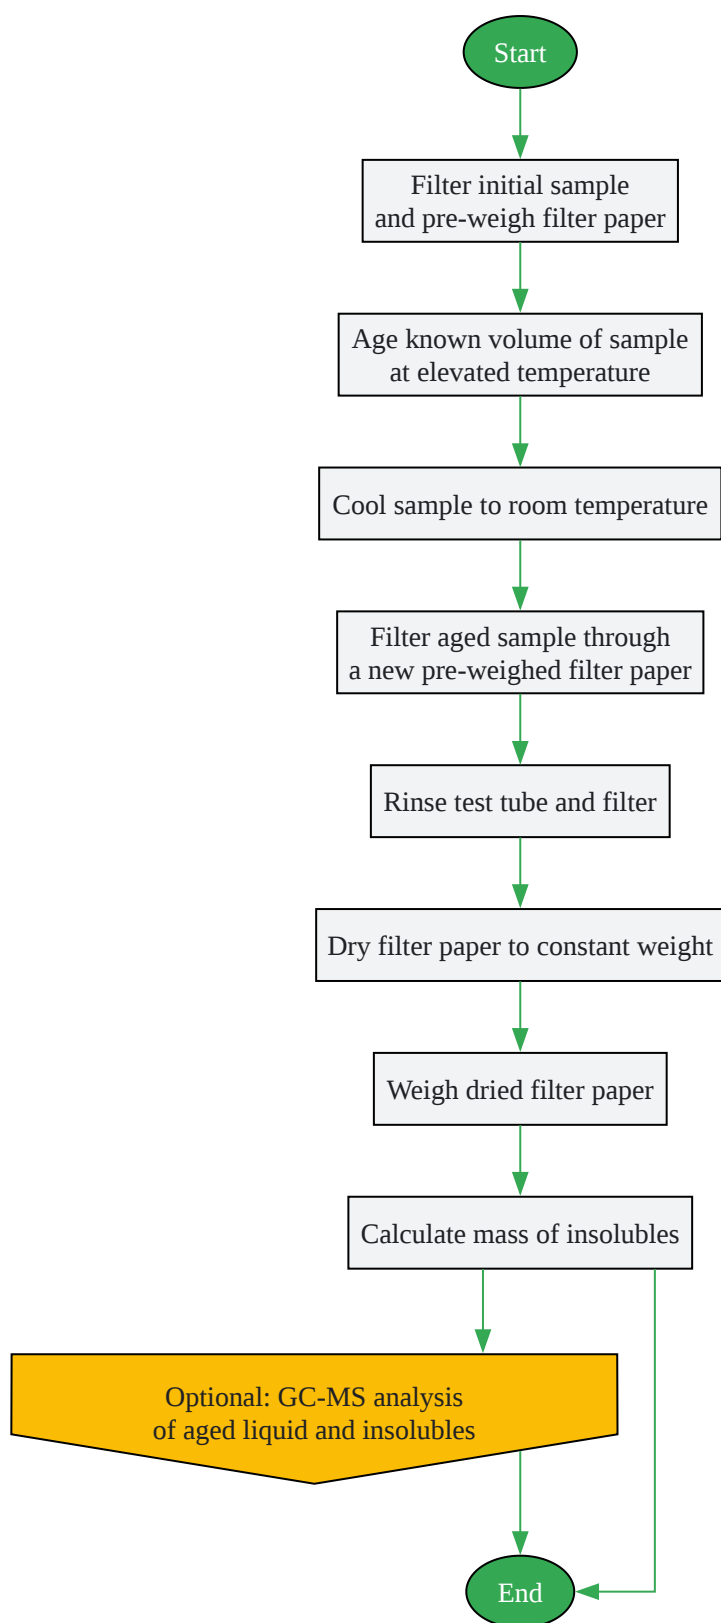 Start
Filter initial sample
and pre-weigh filter paper
Age known volume of sample
at elevated temperature
Cool sample to room temperature
Filter aged sample through
a new pre-weighed filter paper
Rinse test tube and filter
Dry filter paper to constant weight
Weigh dried filter paper
Calculate mass of insolubles
Optional: GC-MS analysis
of aged liquid and insolubles
End